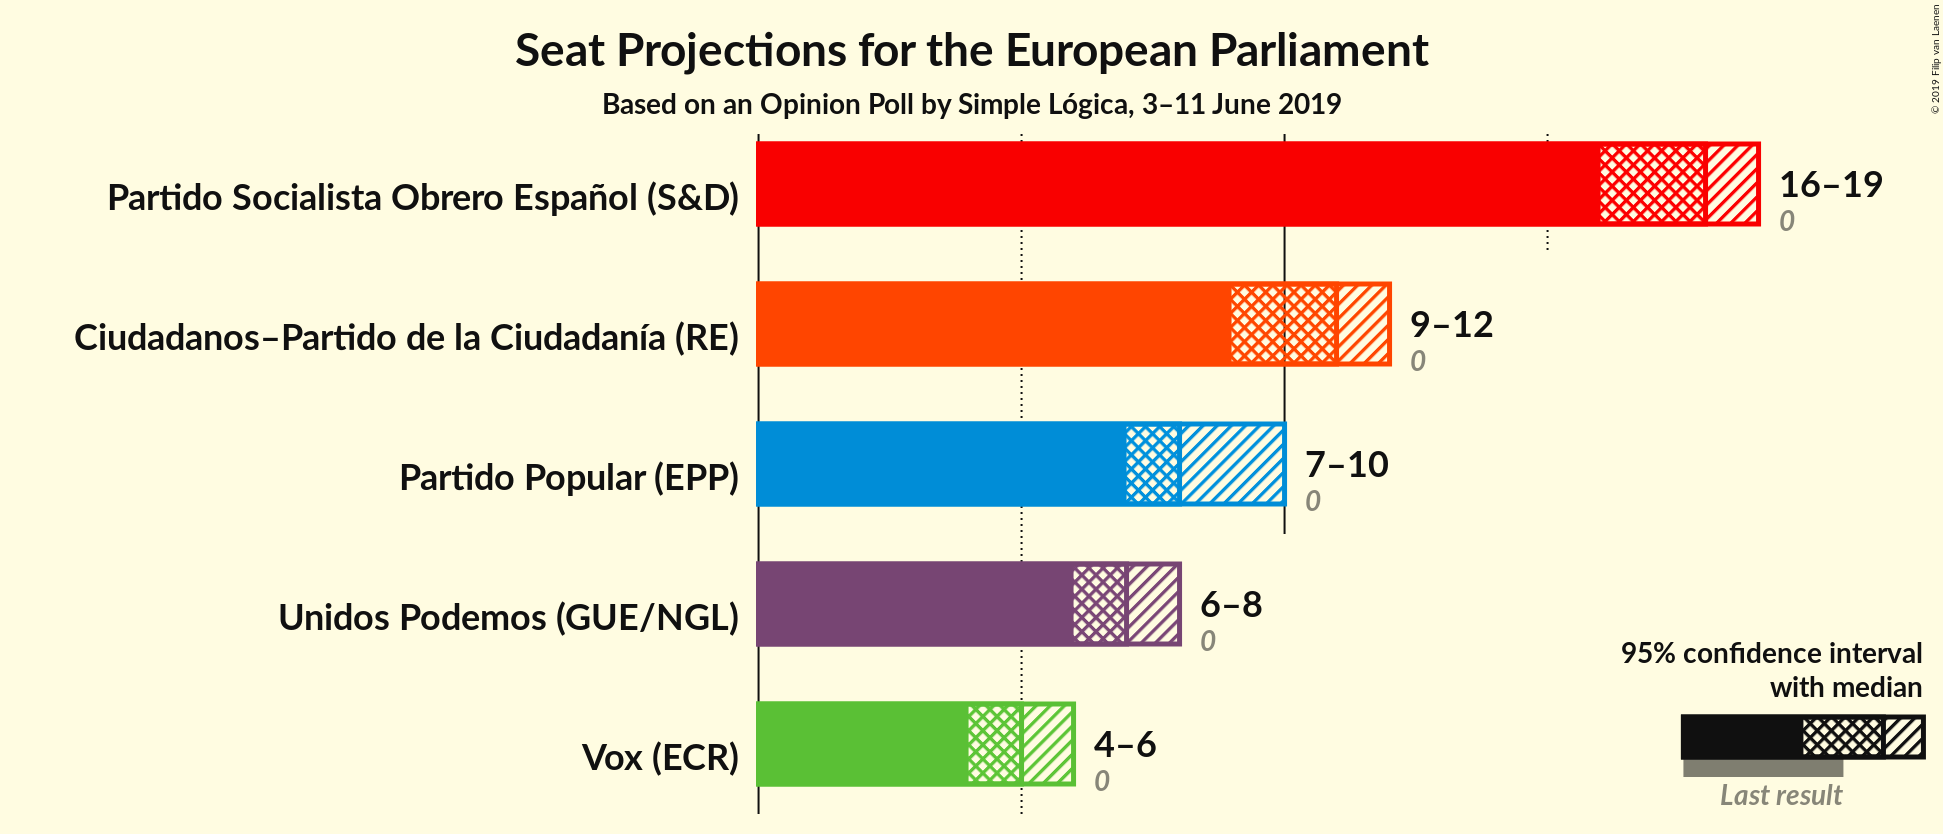 Seat Projections for the European Parliament
Based on an Opinion Poll by Simple Lógica, 3–11 June 2019
© 2019 Filip van Laenen
Partido Socialista Obrero Español (S&D)
16–19
0
Ciudadanos–Partido de la Ciudadanía (RE)
9–12
0
Partido Popular (EPP)
7–10
0
Unidos Podemos (GUE/NGL)
6–8
0
Vox (ECR)
4–6
0
95% confidence interval
with median
Last result